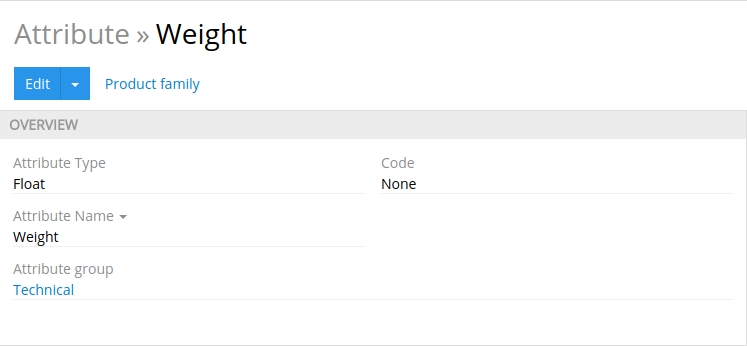 Attribute » Weight
Edit Product family
OVERVIEW
Attribute Type Code
Float None
Attribute Name
Weight
Attribute group
Technical